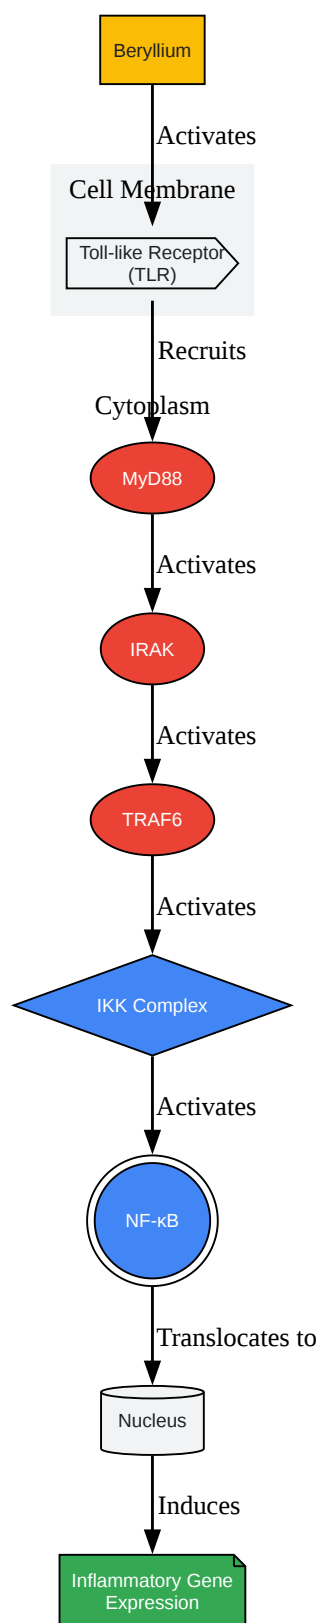 Beryllium
Activates
Cell Membrane
Toll-like Receptor
(TLR)
Recruits
Cytoplasm
MyD88
Activates
IRAK
Activates
TRAF6
Activates
IKK Complex
Activates
NF-κB
Translocates to
Nucleus
Induces
Inflammatory Gene
Expression